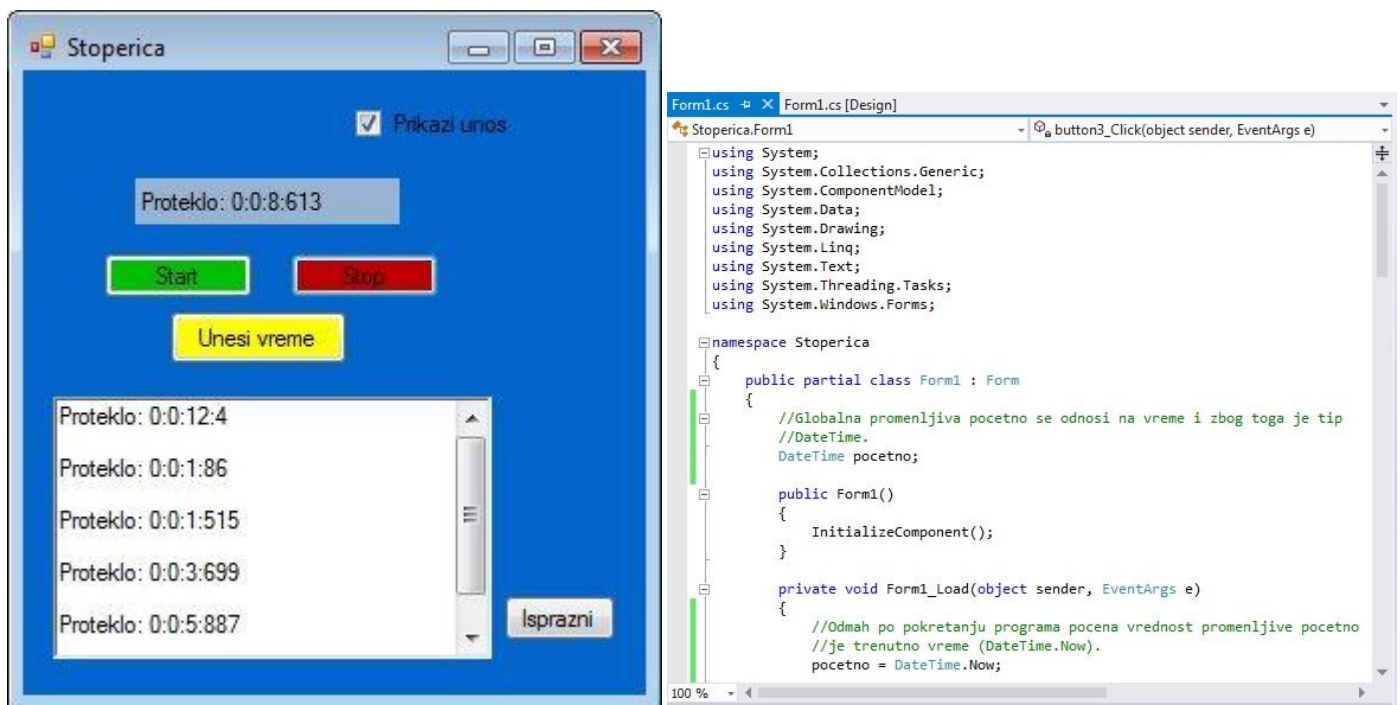 Stoperica
Prikazi unos
Proteklo: 0:0:8:613
Start
Stop
Unesi vreme
Proteklo: 0:0:12:4
Proteklo: 0:0:1:86
Proteklo: 0:0:1:515
Proteklo: 0:0:3:699
Proteklo: 0:0:5:887
Isprazni
Form1.cs Form1.cs [Design]
Stoperica.Form1 button3_Click(object sender, EventArgs e)
using System;
using System.Collections.Generic;
using System.ComponentModel;
using System.Data;
using System.Drawing;
using System.Linq;
using System.Text;
using System.Threading.Tasks;
using System.Windows.Forms;
namespace Stoperica
{
public partial class Form1 : Form
{
//Globalna promenljiva pocetno se odnosi na vreme i zbog toga je tip
//DateTime.
DateTime pocetno;
public Form1()
{
InitializeComponent();
}
private void Form1_Load(object sender, EventArgs e)
{
//Odmah po pokretanju programa pocena vrednost promenljive pocetno
//je trenutno vreme (DateTime.Now).
pocetno = DateTime.Now;
100 %